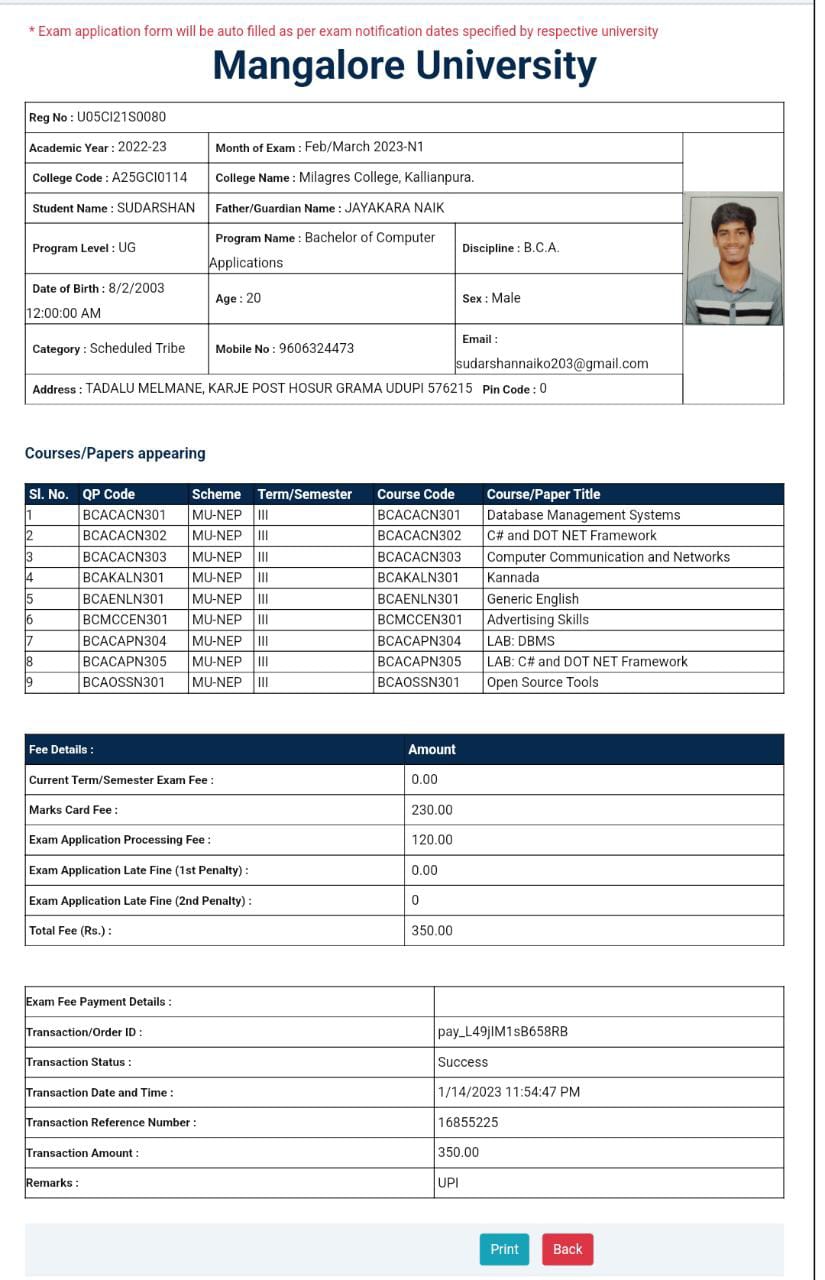 * Exam application form will be auto filled as per exam notification dates specified by respective university
Mangalore University
Reg No : U05CI21S0080
Academic Year : 2022-23 Month of Exam : Feb/March 2023-N1
College Code : A25GCI0114 College Name : Milagres College, Kallianpura.
Student Name : SUDARSHAN Father/Guardian Name : JAYAKARA NAIK
Program Level : UG Program Name : Bachelor of Computer Applications Discipline : B.C.A.
Date of Birth : 8/2/2003 12:00:00 AM Age : 20 Sex : Male
Category : Scheduled Tribe Mobile No : 9606324473 Email : sudarshannaiko203@gmail.com
Address : TADALU MELMANE, KARJE POST HOSUR GRAMA UDUPI 576215 Pin Code : 0
Courses/Papers appearing
Sl. No. QP Code Scheme Term/Semester Course Code Course/Paper Title
1 BCACACN301 MU-NEP III BCACACN301 Database Management Systems
2 BCACACN302 MU-NEP III BCACACN302 C# and DOT NET Framework
3 BCACACN303 MU-NEP III BCACACN303 Computer Communication and Networks
4 BCAKALN301 MU-NEP III BCAKALN301 Kannada
5 BCAENLN301 MU-NEP III BCAENLN301 Generic English
6 BCMCCEN301 MU-NEP III BCMCCEN301 Advertising Skills
7 BCACAPN304 MU-NEP III BCACAPN304 LAB: DBMS
8 BCACAPN305 MU-NEP III BCACAPN305 LAB: C# and DOT NET Framework
9 BCAOSSN301 MU-NEP III BCAOSSN301 Open Source Tools
Fee Details : Amount
Current Term/Semester Exam Fee : 0.00
Marks Card Fee : 230.00
Exam Application Processing Fee : 120.00
Exam Application Late Fine (1st Penalty) : 0.00
Exam Application Late Fine (2nd Penalty) : 0
Total Fee (Rs.) : 350.00
Exam Fee Payment Details :
Transaction/Order ID : pay_L49jIM1sB658RB
Transaction Status : Success
Transaction Date and Time : 1/14/2023 11:54:47 PM
Transaction Reference Number : 16855225
Transaction Amount : 350.00
Remarks : UPI
Print Back